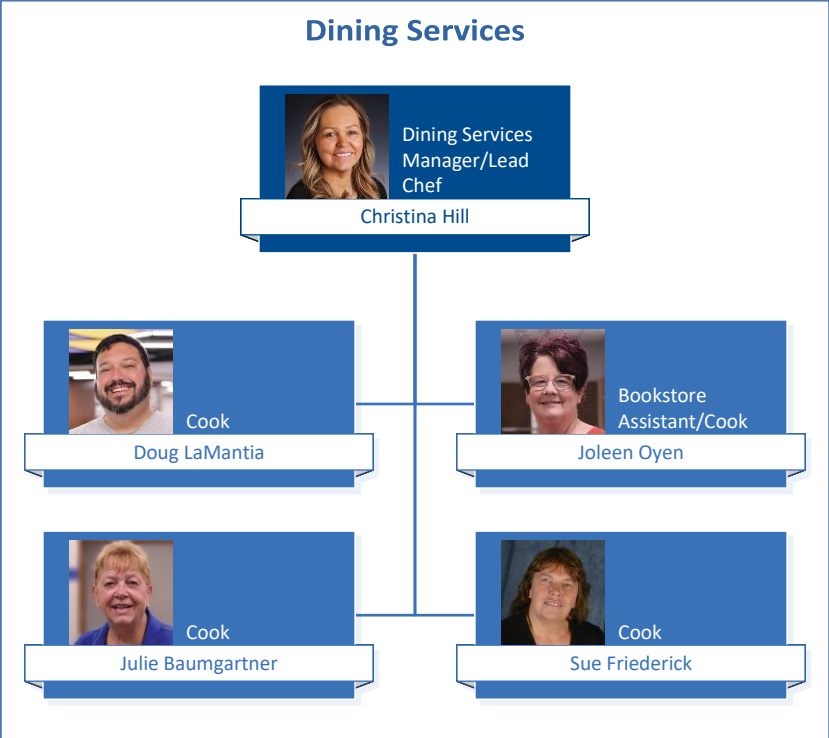 Dining Services
Dining Services
Manager/Lead
Chef
Christina Hill
Cook
Doug LaMantia
Bookstore
Assistant/Cook
Joleen Oyen
Cook
Julie Baumgartner
Cook
Sue Friederick